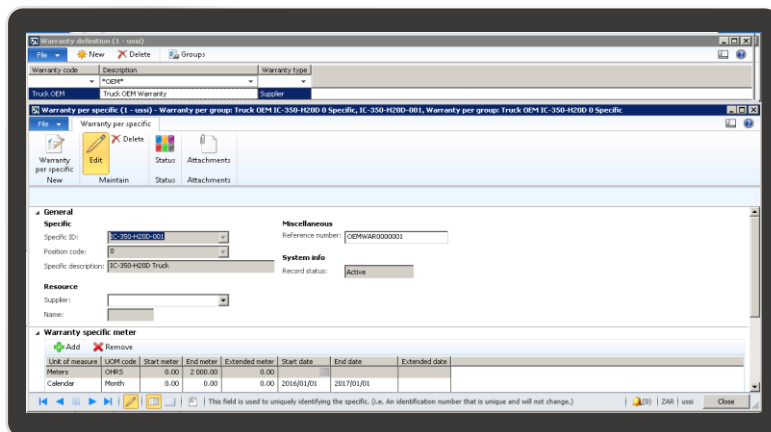 Warranty definition (1 - ussi)
File New Delete Groups
Warranty code Description Warranty type
*OEM*
Truck OEM Truck OEM Warranty Supplier
Warranty per specific (1 - ussi) - Warranty per group: Truck OEM IC-350-H20D 0 Specific, IC-350-H20D-001, Warranty per group: Truck OEM IC-350-H20D 0 Specific
File Warranty per specific
Warranty per specific Edit Delete Status Attachments
New Maintain Status Attachments
General
Specific Miscellaneous
Specific ID: IC-350-H20D-001 Reference number: OEMWAR0000001
Position code: 0 System info
Specific description: IC-350-H20D Truck Record status: Active
Resource
Supplier:
Name:
Warranty specific meter
Add Remove
Unit of measure UOM code Start meter End meter Extended meter Start date End date Extended date
Meters OHRS 0.00 2 000.00 0.00
Calendar Month 0.00 0.00 0.00 2016/01/01 2017/01/01
This field is used to uniquely identifying the specific. (i.e. An identification number that is unique and will not change.) (0) ZAR ussi Close